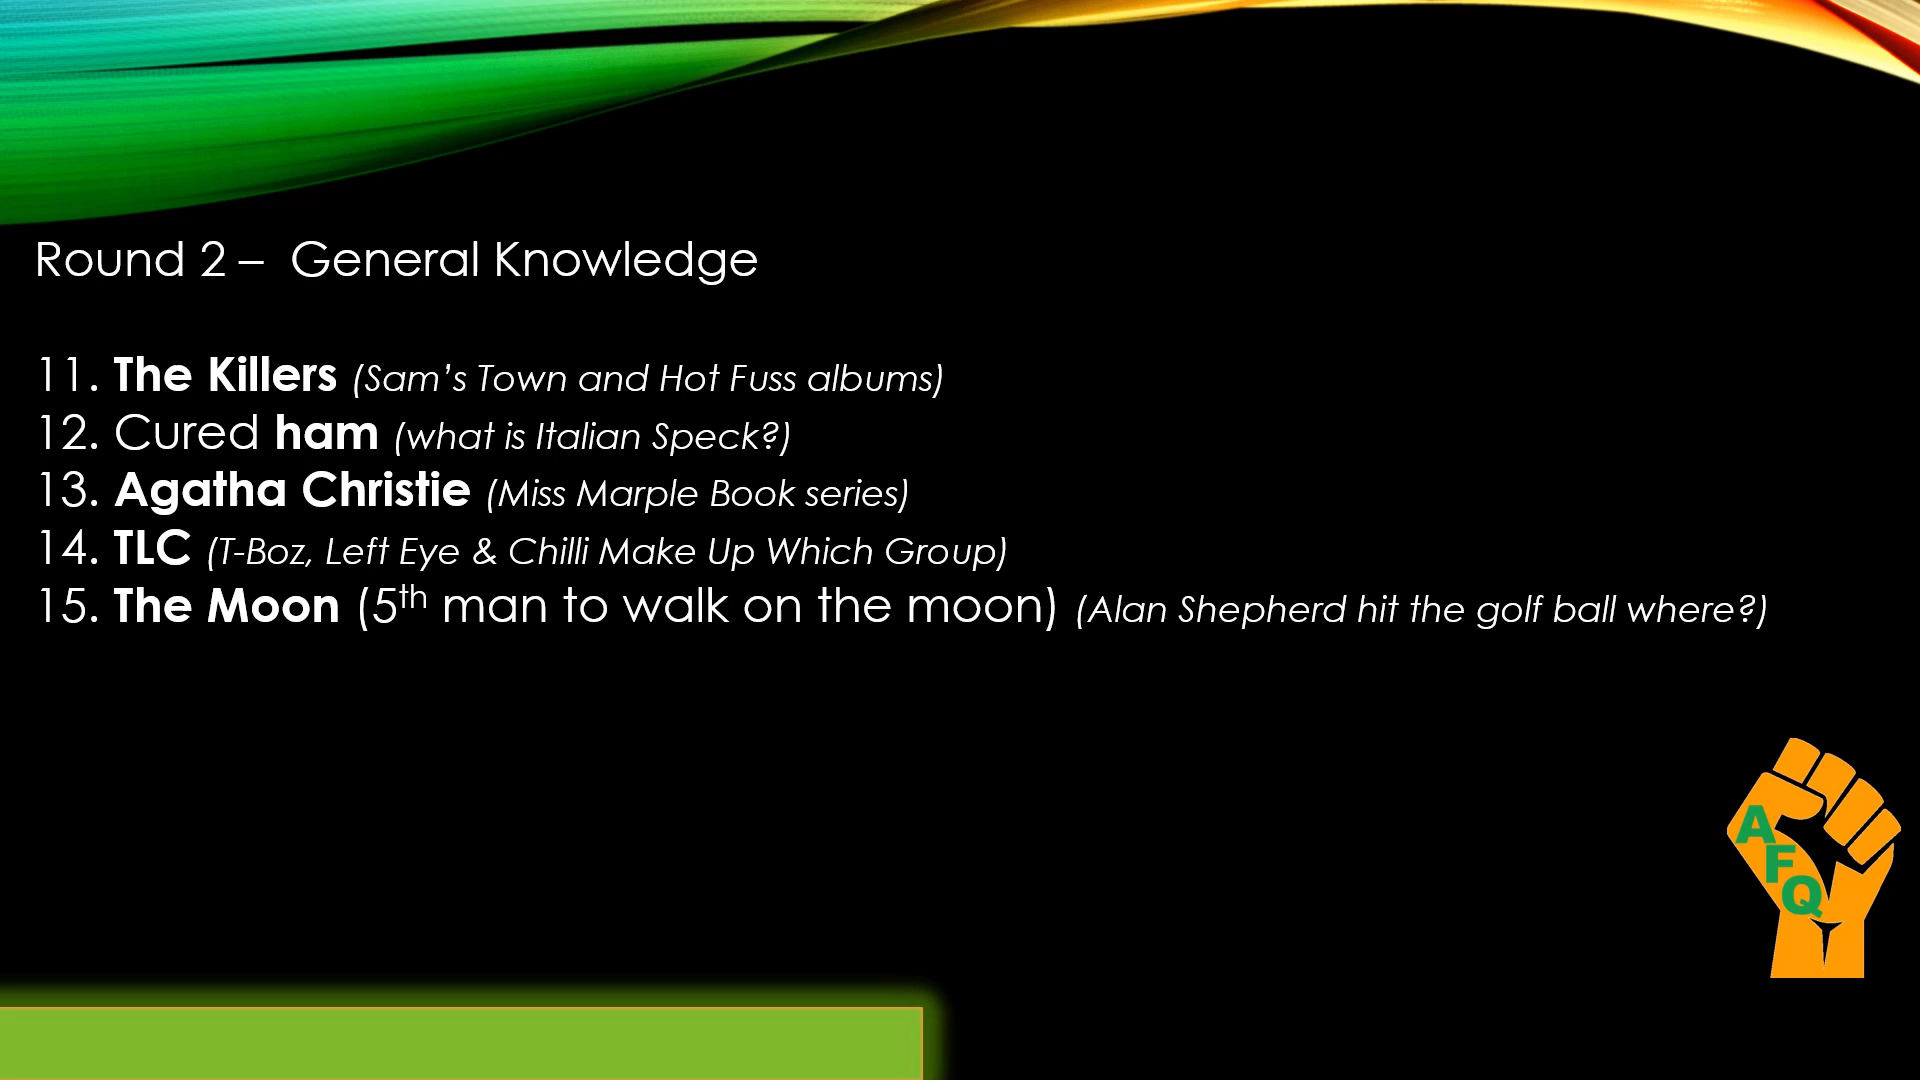 Round 2 – General Knowledge
11. The Killers (Sam’s Town and Hot Fuss albums)
12. Cured ham (what is Italian Speck?)
13. Agatha Christie (Miss Marple Book series)
14. TLC (T-Boz, Left Eye & Chilli Make Up Which Group)
15. The Moon (5th man to walk on the moon) (Alan Shepherd hit the golf ball where?)
A
F
Q